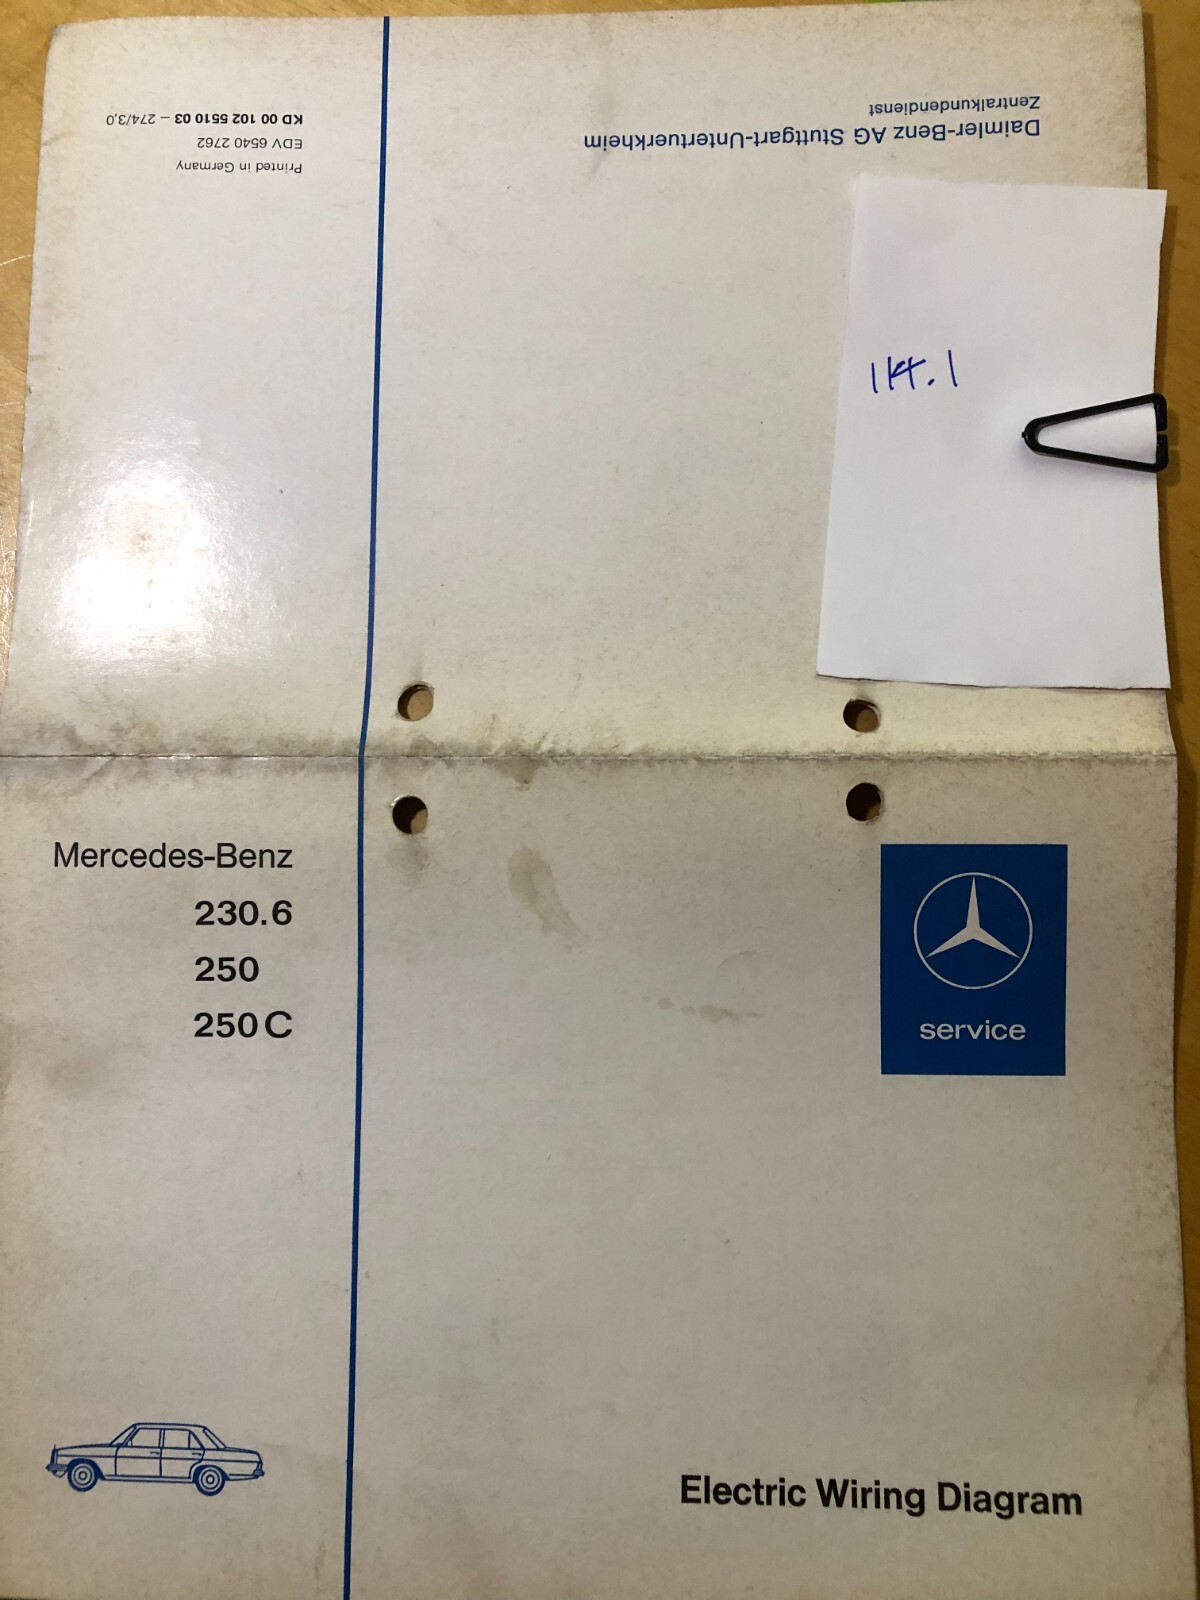 Daimler-Benz AG Stuttgart-Untertuerkheim
Zentralkundendienst
Printed in Germany
EDV 6540 2762
KD 00 102 5510 03 – 274/3,0
114.1
Mercedes-Benz
230.6
250
250 C
service
Electric Wiring Diagram